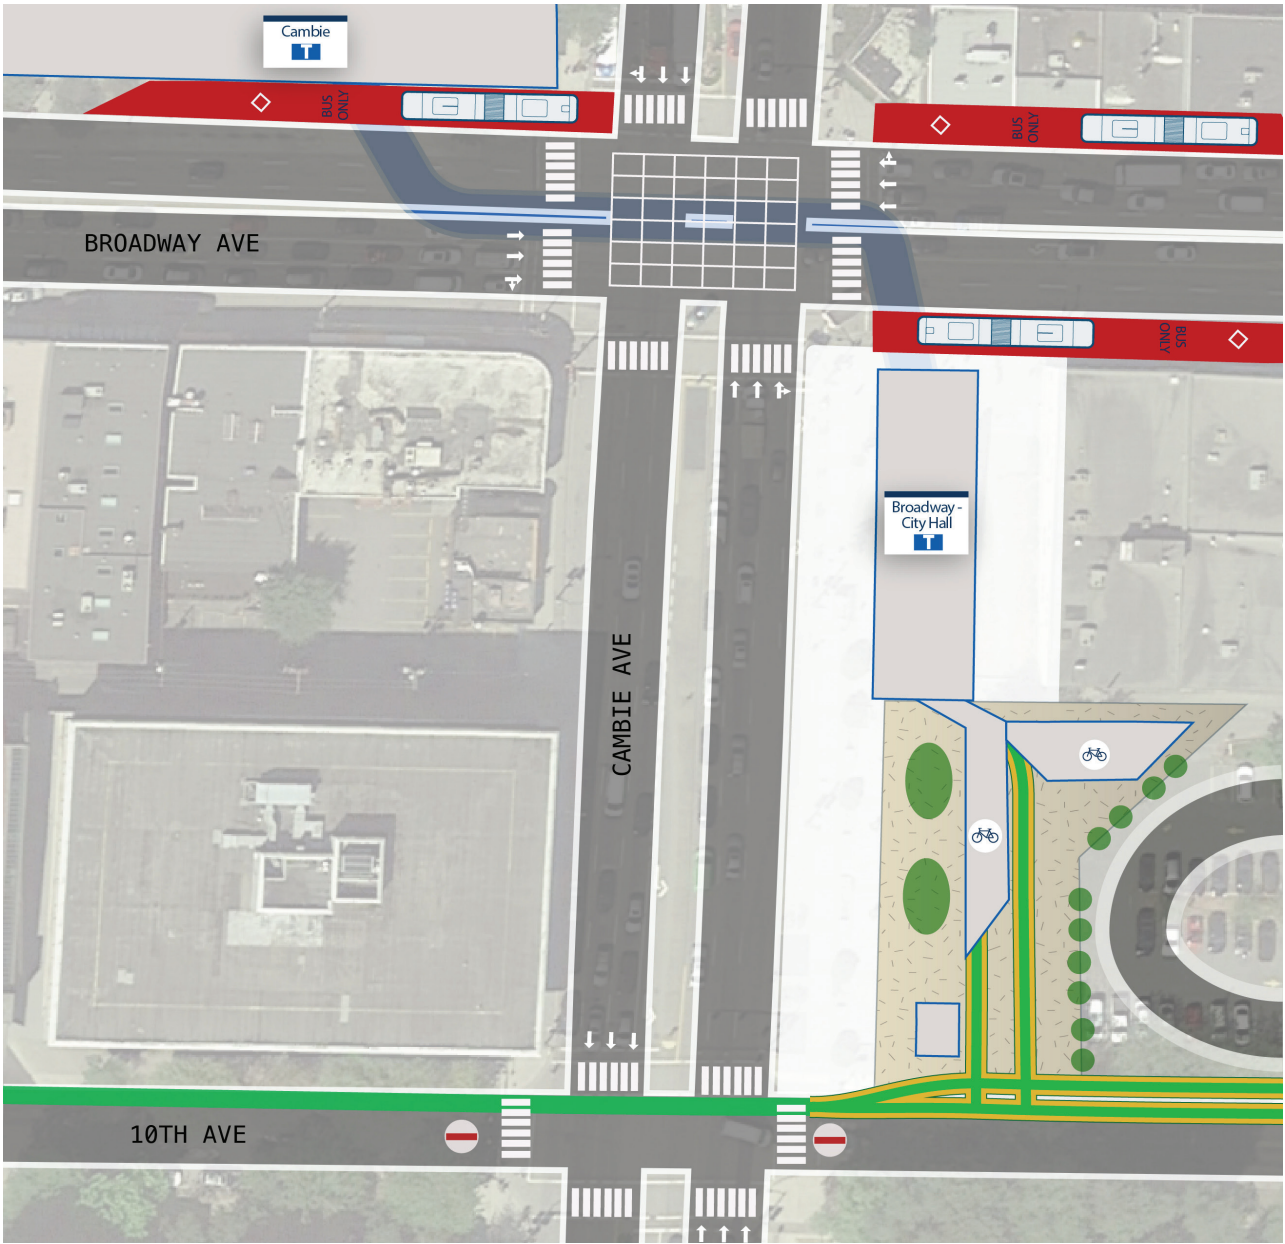 Cambie
T
BUS
ONLY
BUS
ONLY
BROADWAY AVE
BUS
ONLY
Broadway -
City Hall
T
CAMBIE AVE
10TH AVE